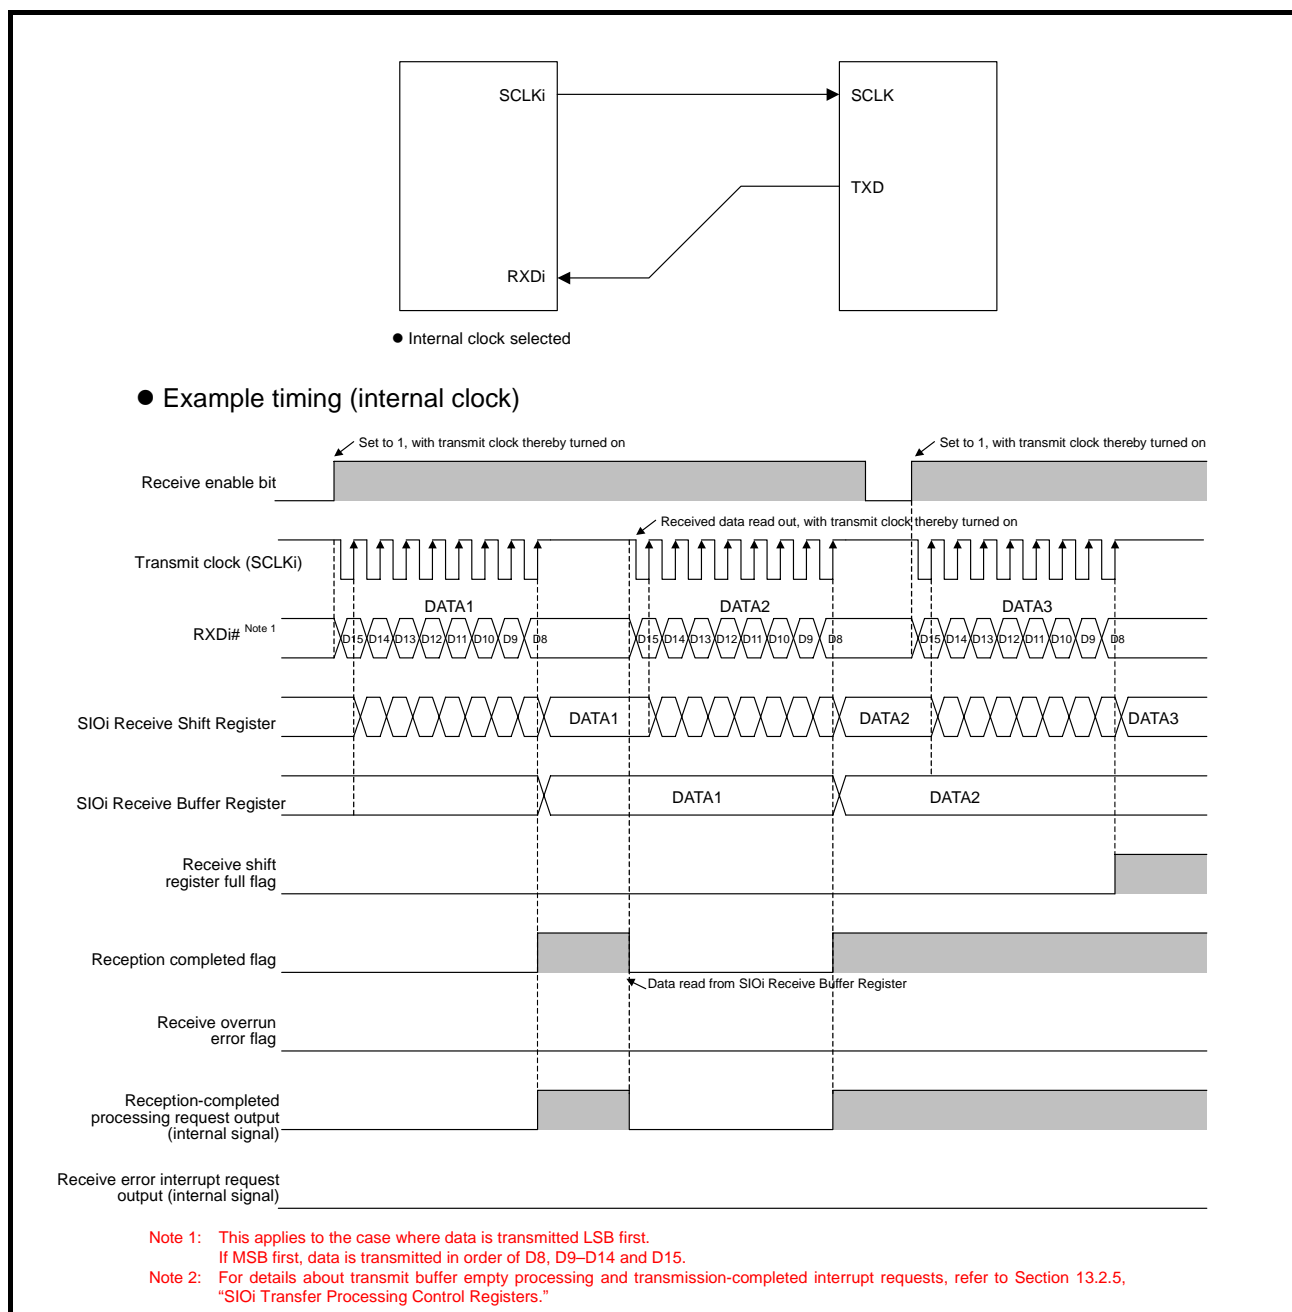 SCLKi
SCLK
TXD
RXDi
● Internal clock selected
● Example timing (internal clock)
Set to 1, with transmit clock thereby turned on
Set to 1, with transmit clock thereby turned on
Receive enable bit
Received data read out, with transmit clock thereby turned on
Transmit clock (SCLKi)
DATA1 DATA2 DATA3
RXDi# Note 1
D15 D14 D13 D12 D11 D10 D9 D8 D15 D14 D13 D12 D11 D10 D9 D8 D15 D14 D13 D12 D11 D10 D9 D8
SIOi Receive Shift Register
DATA1 DATA2 DATA3
SIOi Receive Buffer Register
DATA1 DATA2
Receive shift
register full flag
Reception completed flag
Data read from SIOi Receive Buffer Register
Receive overrun
error flag
Reception-completed
processing request output
(internal signal)
Receive error interrupt request
output (internal signal)
Note 1: This applies to the case where data is transmitted LSB first.
If MSB first, data is transmitted in order of D8, D9–D14 and D15.
Note 2: For details about transmit buffer empty processing and transmission-completed interrupt requests, refer to Section 13.2.5,
“SIOi Transfer Processing Control Registers.”